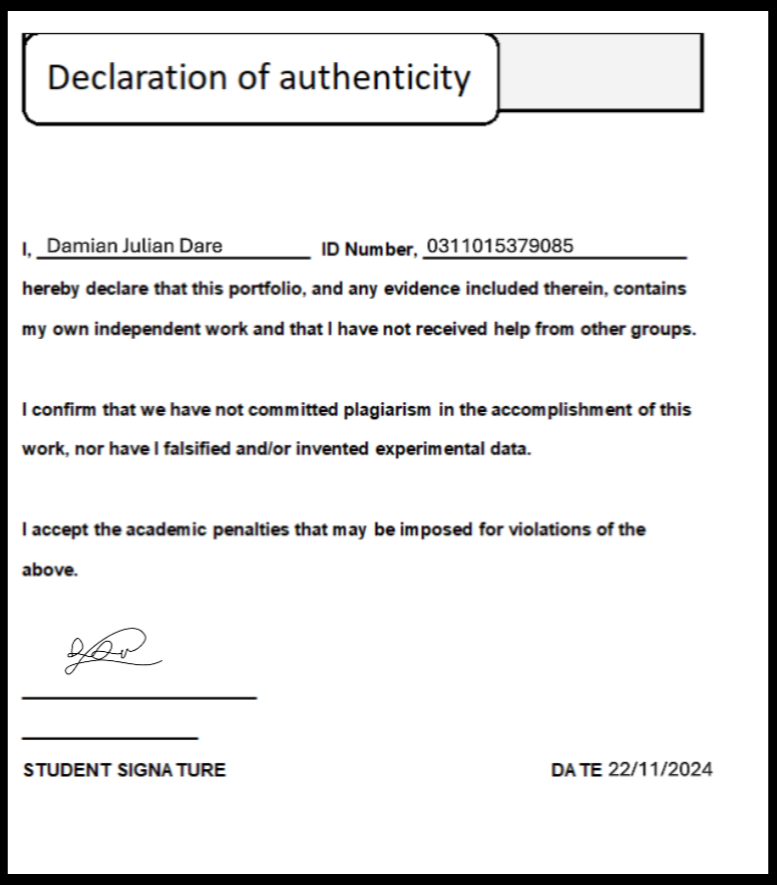 Declaration of authenticity
I, Damian Julian Dare ID Number, 0311015379085
hereby declare that this portfolio, and any evidence included therein, contains
my own independent work and that I have not received help from other groups.
I confirm that we have not committed plagiarism in the accomplishment of this
work, nor have I falsified and/or invented experimental data.
I accept the academic penalties that may be imposed for violations of the
above.
STUDENT SIGNATURE DATE 22/11/2024